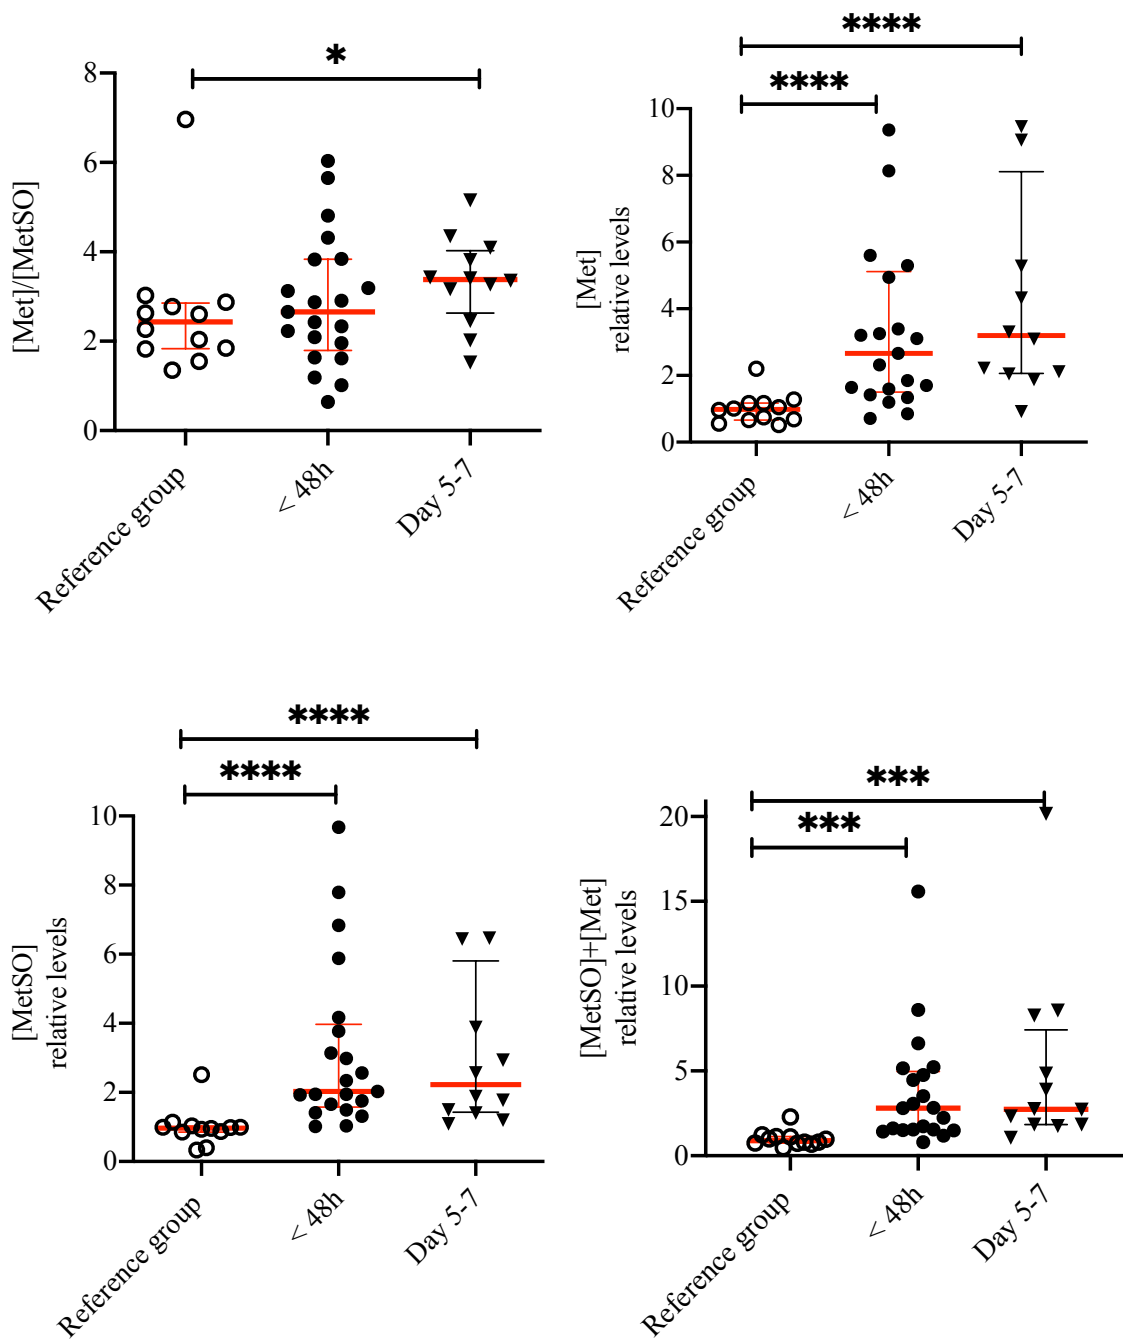 *
8
6
4
2
0
[Met]/[MetSO]
Reference group
< 48h
Day 5-7
****
****
10
8
6
4
2
0
[Met]
relative levels
Reference group
< 48h
Day 5-7
****
****
10
8
6
4
2
0
[MetSO]
relative levels
Reference group
< 48h
Day 5-7
***
***
20
15
10
5
0
[MetSO]+[Met]
relative levels
Reference group
< 48h
Day 5-7